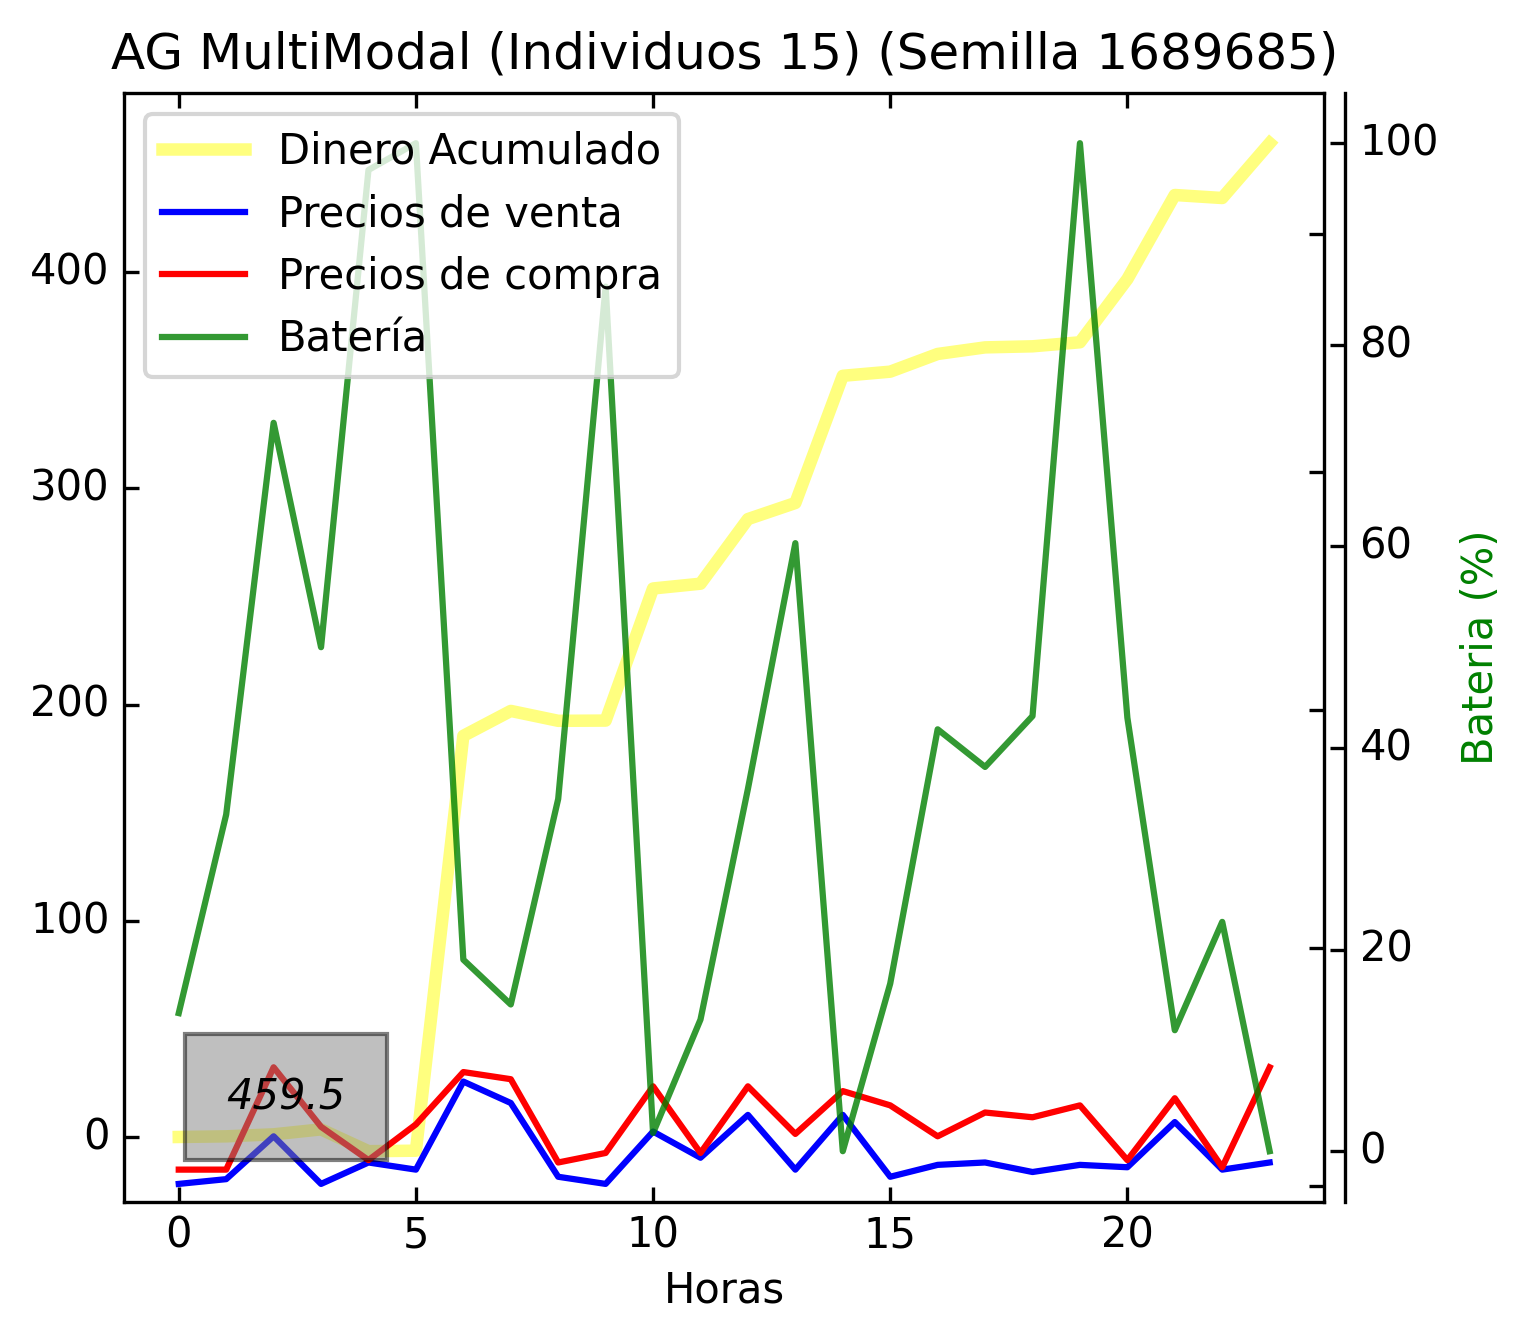 AG MultiModal (Individuos 15) (Semilla 1689685)
Dinero Acumulado
Precios de venta
Precios de compra
Batería
400
300
200
100
0
100
80
60
40
20
0
Bateria (%)
459.5
0 5 10 15 20
Horas